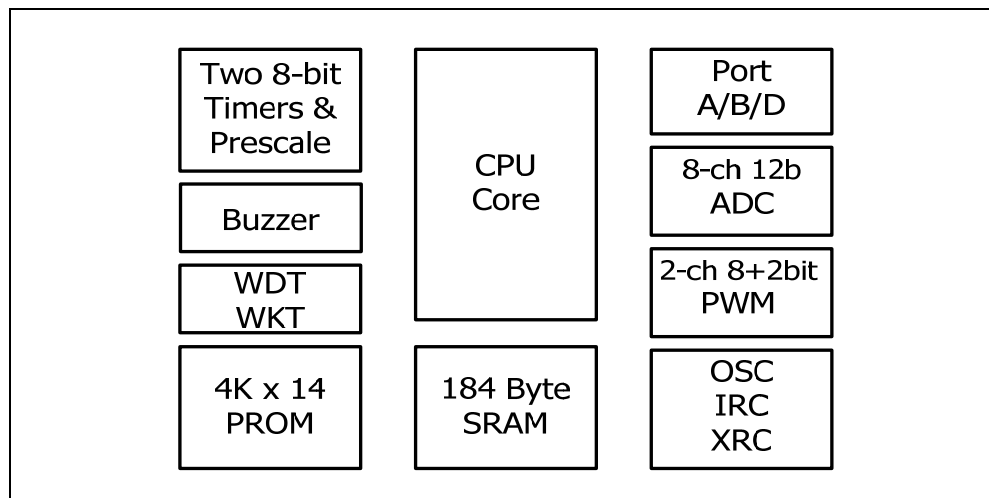 Two 8-bit
Timers &
Prescale
Buzzer
WDT
WKT
4K x 14
PROM
CPU
Core
184 Byte
SRAM
Port
A/B/D
8-ch 12b
ADC
2-ch 8+2bit
PWM
OSC
IRC
XRC